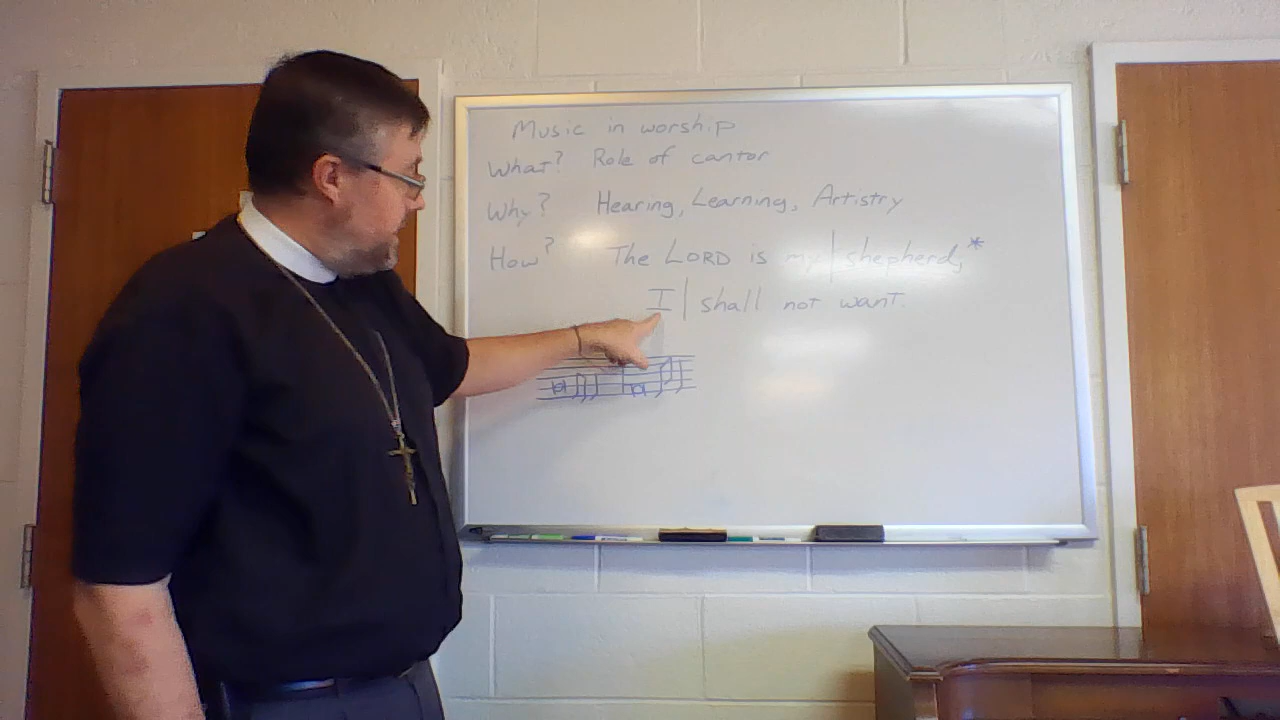 Music in worship
What? Role of cantor
Why? Hearing, Learning, Artistry
How? The LORD is my | shepherd,*
I | shall not want.